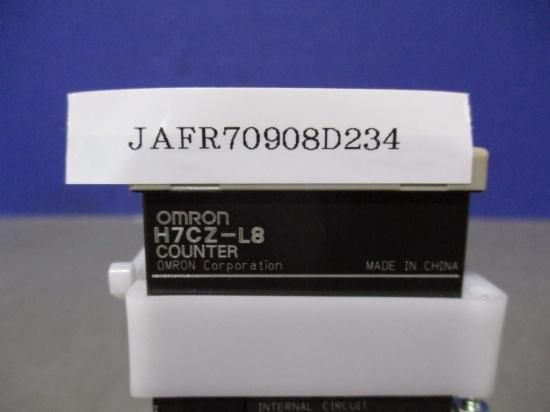 JAFR70908D234
OMRON
H7CZ-L8
COUNTER
OMRON Corporation MADE IN CHINA
INTERNAL CIRCUIT